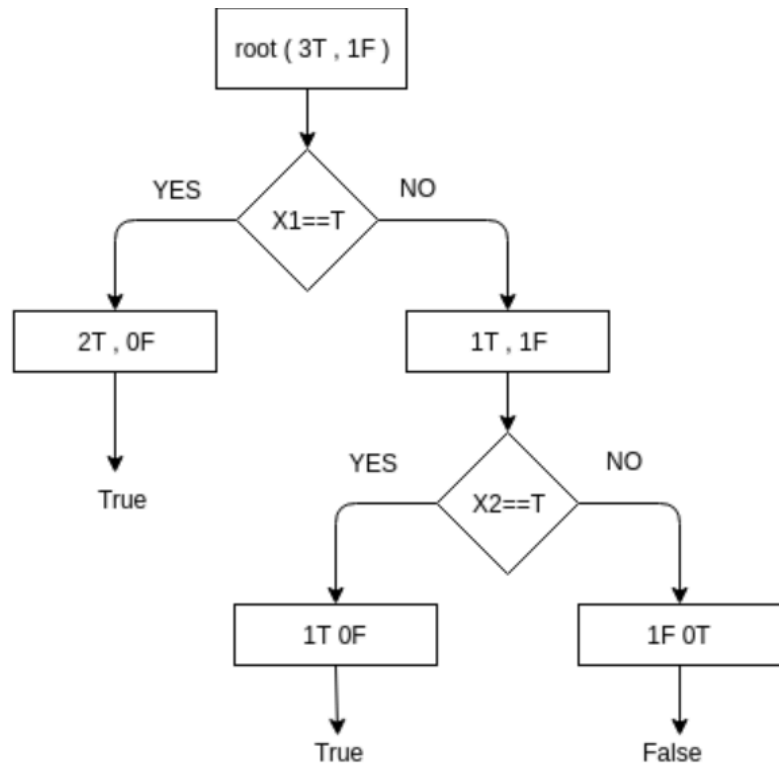 root ( 3T , 1F )
YES
NO
X1==T
2T , 0F
1T , 1F
True
YES
NO
X2==T
1T 0F
1F 0T
True
False